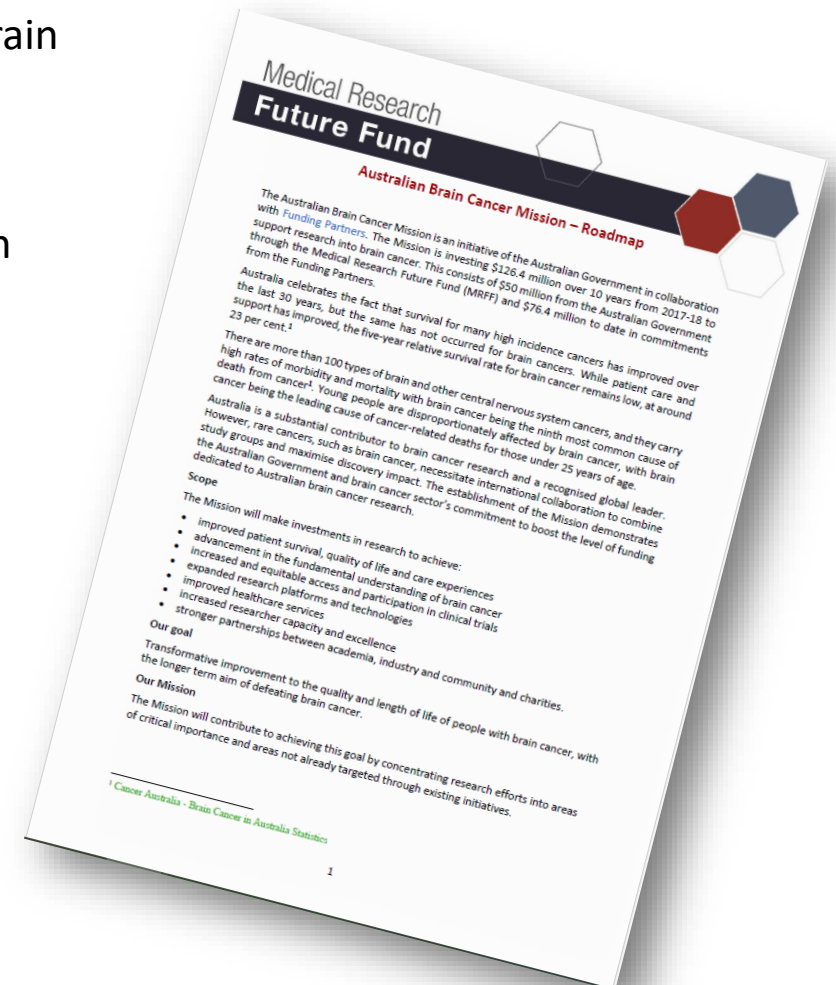 rain
n
Medical Research
Future Fund
Australian Brain Cancer Mission – Roadmap
The Australian Brain Cancer Mission is an initiative of the Australian Government in collaboration
with Funding Partners. The Mission is investing $126.4 million over 10 years from 2017-18 to
support research into brain cancer. This consists of $50 million from the Australian Government
through the Medical Research Future Fund (MRFF) and $76.4 million to date in commitments
from the Funding Partners.
Australia celebrates the fact that survival for many high incidence cancers has improved over
the last 30 years, but the same has not occurred for brain cancers. While patient care and
support has improved, the five-year relative survival rate for brain cancer remains low, at around
23 per cent.¹
There are more than 100 types of brain and other central nervous system cancers, and they carry
high rates of morbidity and mortality with brain cancer being the ninth most common cause of
death from cancer¹. Young people are disproportionately affected by brain cancer, with brain
cancer being the leading cause of cancer-related deaths for those under 25 years of age.
Australia is a substantial contributor to brain cancer research and a recognised global leader.
However, rare cancers, such as brain cancer, necessitate international collaboration to combine
study groups and maximise discovery impact. The establishment of the Mission demonstrates
the Australian Government and brain cancer sector's commitment to boost the level of funding
dedicated to Australian brain cancer research.
Scope
The Mission will make investments in research to achieve:
• improved patient survival, quality of life and care experiences
• advancement in the fundamental understanding of brain cancer
• increased and equitable access and participation in clinical trials
• expanded research platforms and technologies
• improved healthcare services
• increased researcher capacity and excellence
• stronger partnerships between academia, industry and community and charities.
Our goal
Transformative improvement to the quality and length of life of people with brain cancer, with
the longer term aim of defeating brain cancer.
Our Mission
The Mission will contribute to achieving this goal by concentrating research efforts into areas
of critical importance and areas not already targeted through existing initiatives.
¹ Cancer Australia - Brain Cancer in Australia Statistics
1